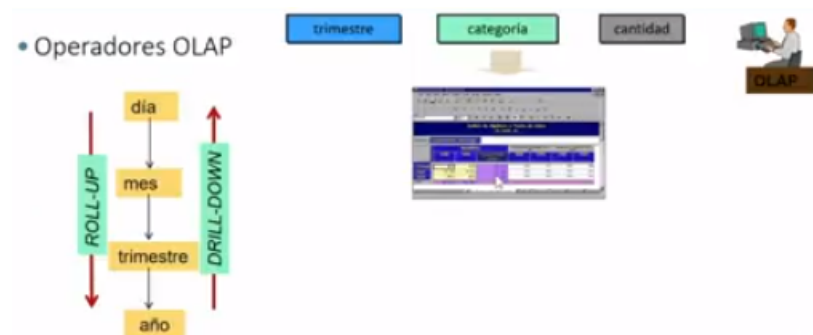 • Operadores OLAP
trimestre
categoría
cantidad
OLAP
día
mes
trimestre
año
ROLL-UP
DRILL-DOWN